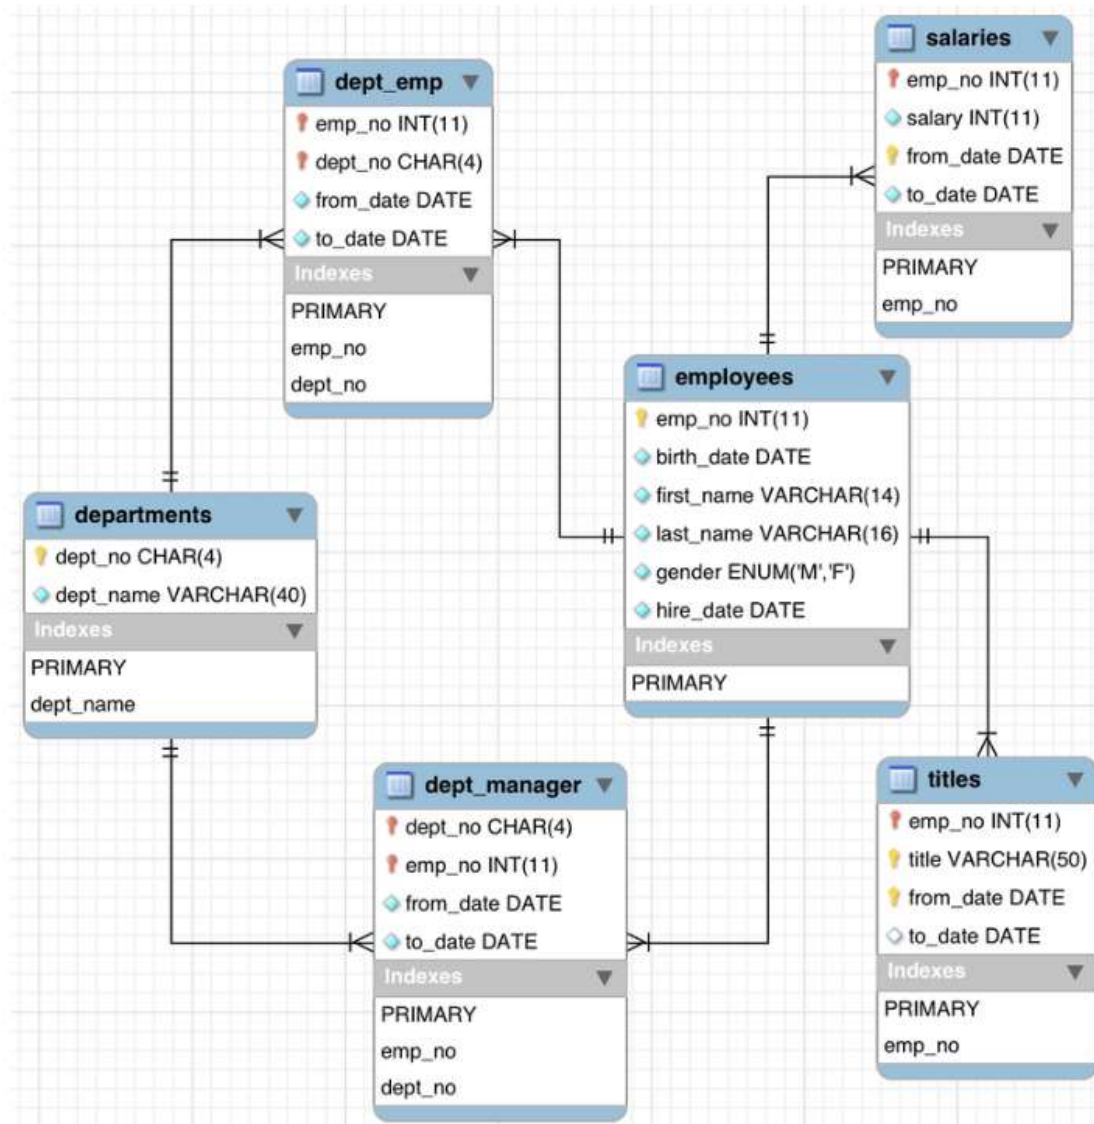 dept_emp
emp_no INT(11)
dept_no CHAR(4)
from_date DATE
to_date DATE
Indexes
PRIMARY
emp_no
dept_no
salaries
emp_no INT(11)
salary INT(11)
from_date DATE
to_date DATE
Indexes
PRIMARY
emp_no
employees
emp_no INT(11)
birth_date DATE
first_name VARCHAR(14)
last_name VARCHAR(16)
gender ENUM('M','F')
hire_date DATE
Indexes
PRIMARY
departments
dept_no CHAR(4)
dept_name VARCHAR(40)
Indexes
PRIMARY
dept_name
dept_manager
dept_no CHAR(4)
emp_no INT(11)
from_date DATE
to_date DATE
Indexes
PRIMARY
emp_no
dept_no
titles
emp_no INT(11)
title VARCHAR(50)
from_date DATE
to_date DATE
Indexes
PRIMARY
emp_no